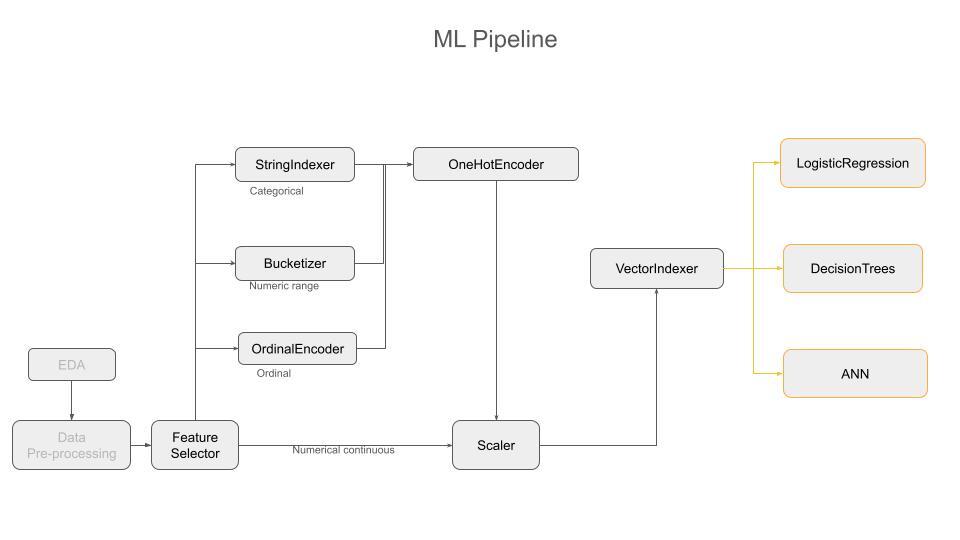 ML Pipeline
StringIndexer
Categorical
OneHotEncoder
LogisticRegression
Bucketizer
Numeric range
VectorIndexer
DecisionTrees
OrdinalEncoder
Ordinal
EDA
ANN
Data
Pre-processing
Feature
Selector
Numerical continuous
Scaler